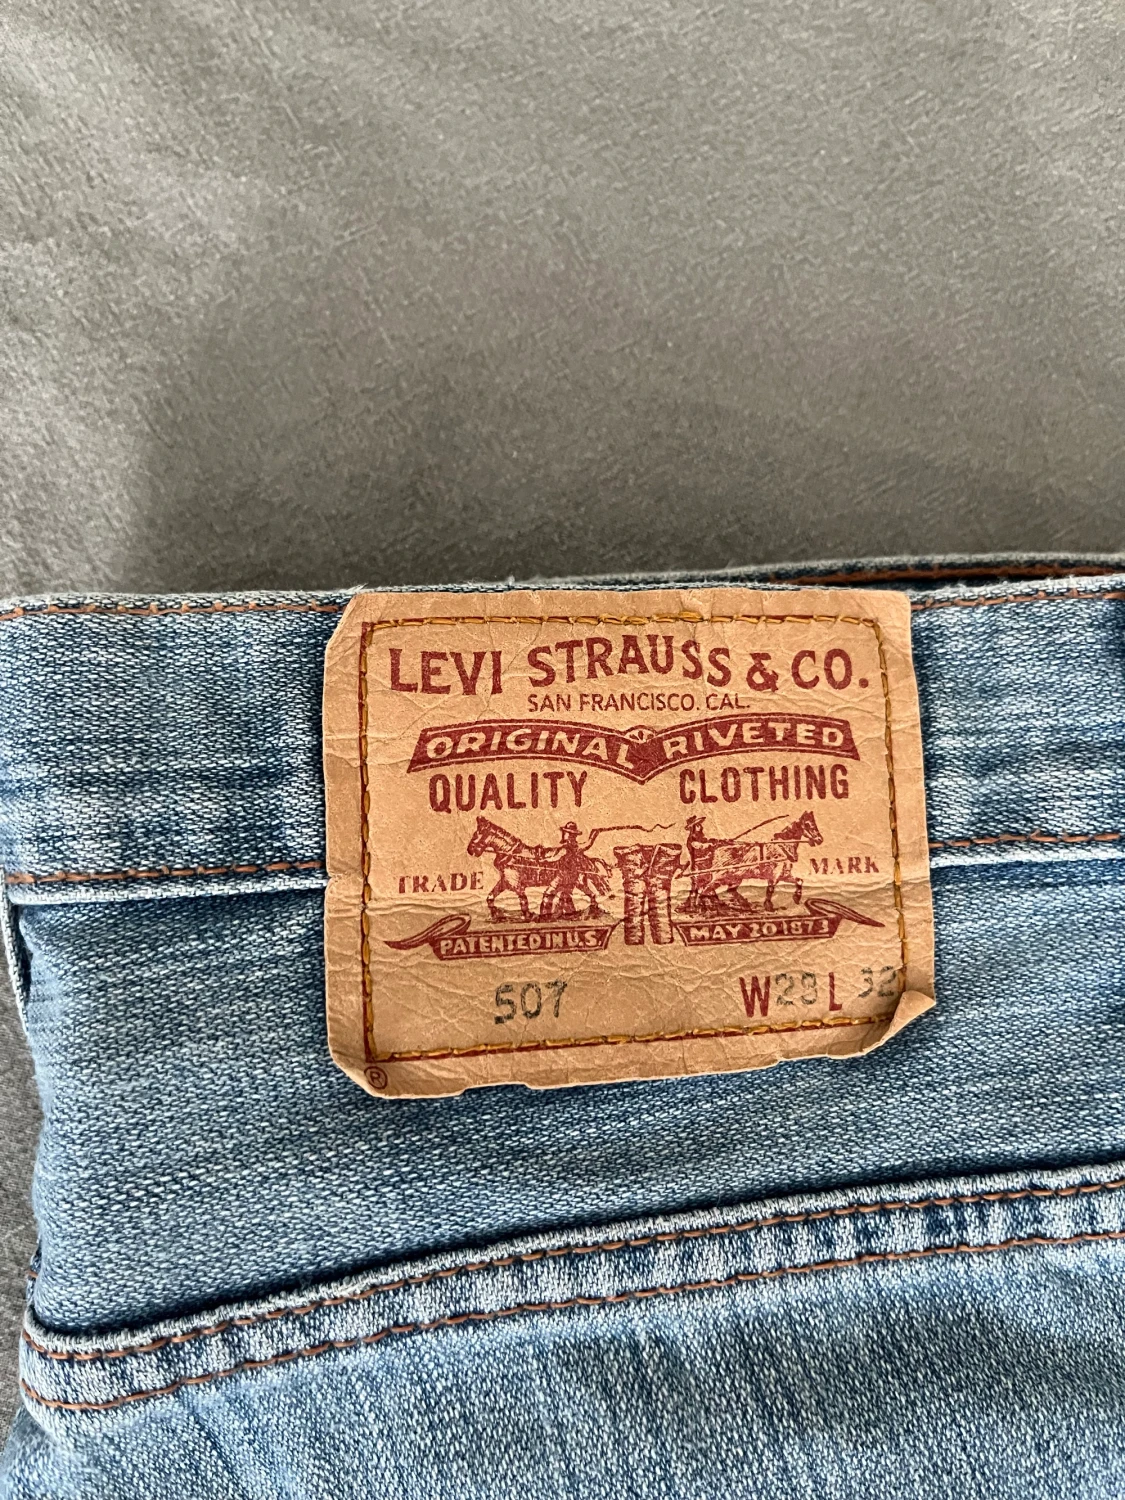 LEVI STRAUSS & CO.
SAN FRANCISCO. CAL.
ORIGINAL RIVETED
QUALITY CLOTHING
TRADE MARK
PATENTED IN U.S. MAY 20 1873
507 W28 L 32
®